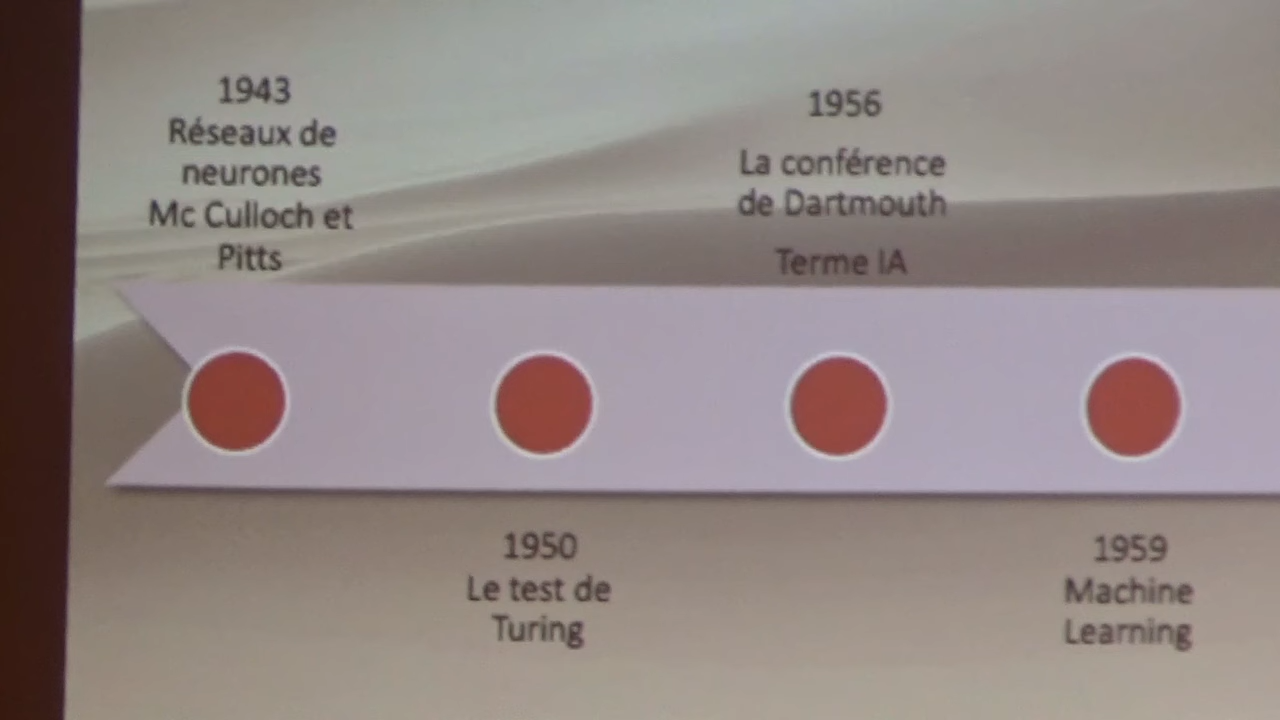 1943
Réseaux de
neurones
Mc Culloch et
Pitts
1950
Le test de
Turing
1956
La conférence
de Dartmouth
Terme IA
1959
Machine
Learning